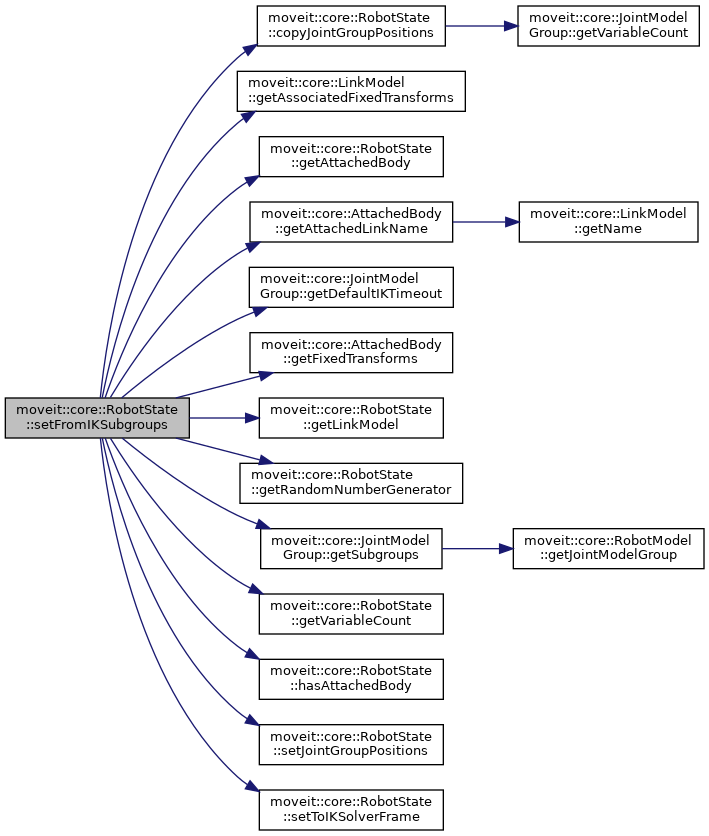 moveit::core::RobotState
::copyJointGroupPositions
moveit::core::JointModel
Group::getVariableCount
moveit::core::LinkModel
::getAssociatedFixedTransforms
moveit::core::RobotState
::getAttachedBody
moveit::core::AttachedBody
::getAttachedLinkName
moveit::core::LinkModel
::getName
moveit::core::JointModel
Group::getDefaultIKTimeout
moveit::core::AttachedBody
::getFixedTransforms
moveit::core::RobotState
::setFromIKSubgroups
moveit::core::RobotState
::getLinkModel
moveit::core::RobotState
::getRandomNumberGenerator
moveit::core::JointModel
Group::getSubgroups
moveit::core::RobotModel
::getJointModelGroup
moveit::core::RobotState
::getVariableCount
moveit::core::RobotState
::hasAttachedBody
moveit::core::RobotState
::setJointGroupPositions
moveit::core::RobotState
::setToIKSolverFrame